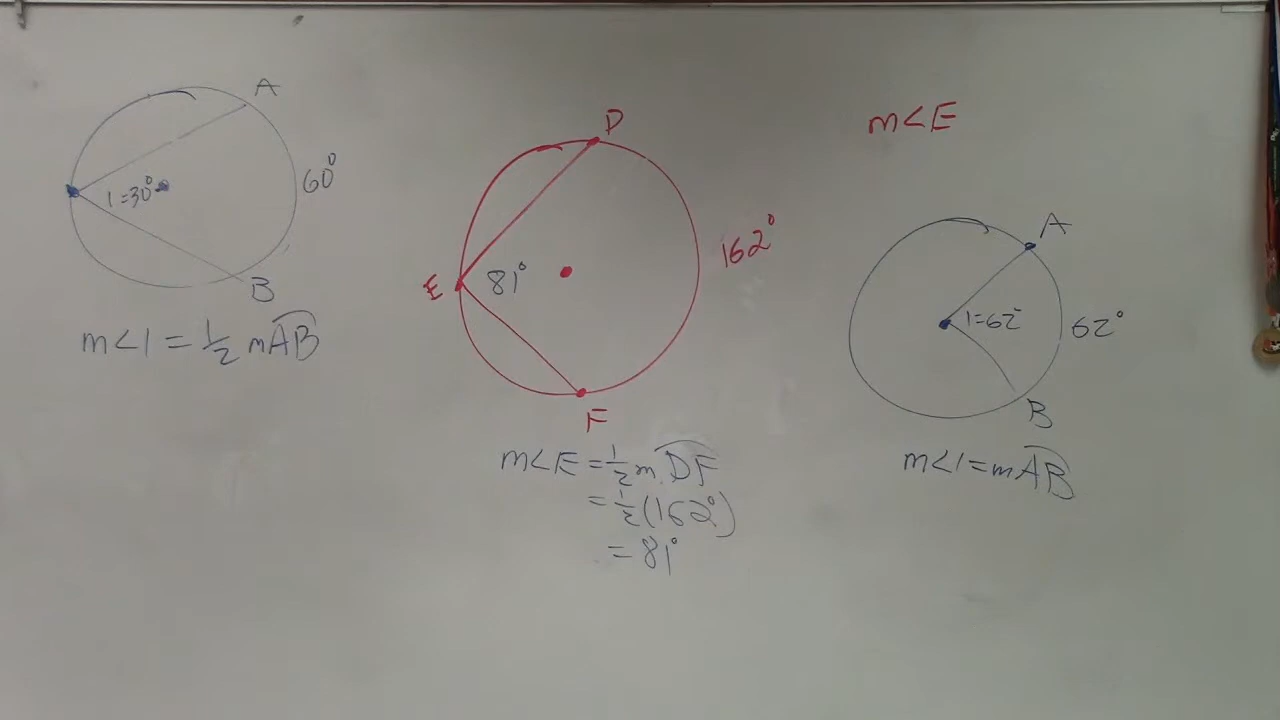 A
1=30°
60°
B
m<1 = 1/2 mAB
D
E
81°
162°
F
m<E = 1/2 m DF
= 1/2 (162°)
= 81°
m<E
A
1=62°
62°
B
m<1 = mAB